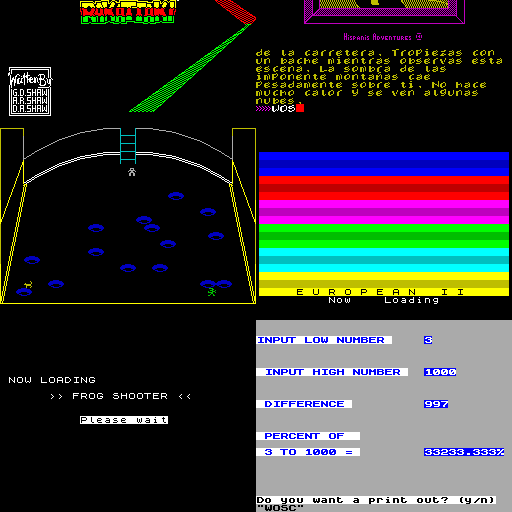 Written By
G.D.SHAW
A.R.SHAW
D.A.SHAW
Hispanis Adventures ©
de la carretera. Tropiezas con
un bache mientras observas esta
escena. La sombra de las
imponente montañas cae
Pesadamente sobre ti. No hace
mucho calor y se ven algunas
nubes.
>>>WOS
EUROPEAN II
Now Loading
NOW LOADING
>> FROG SHOOTER <<
Please wait
INPUT LOW NUMBER 3
INPUT HIGH NUMBER 1000
DIFFERENCE 997
PERCENT OF
3 TO 1000 = 33233.333%
Do you want a print out? (y/n)
"WOSC"